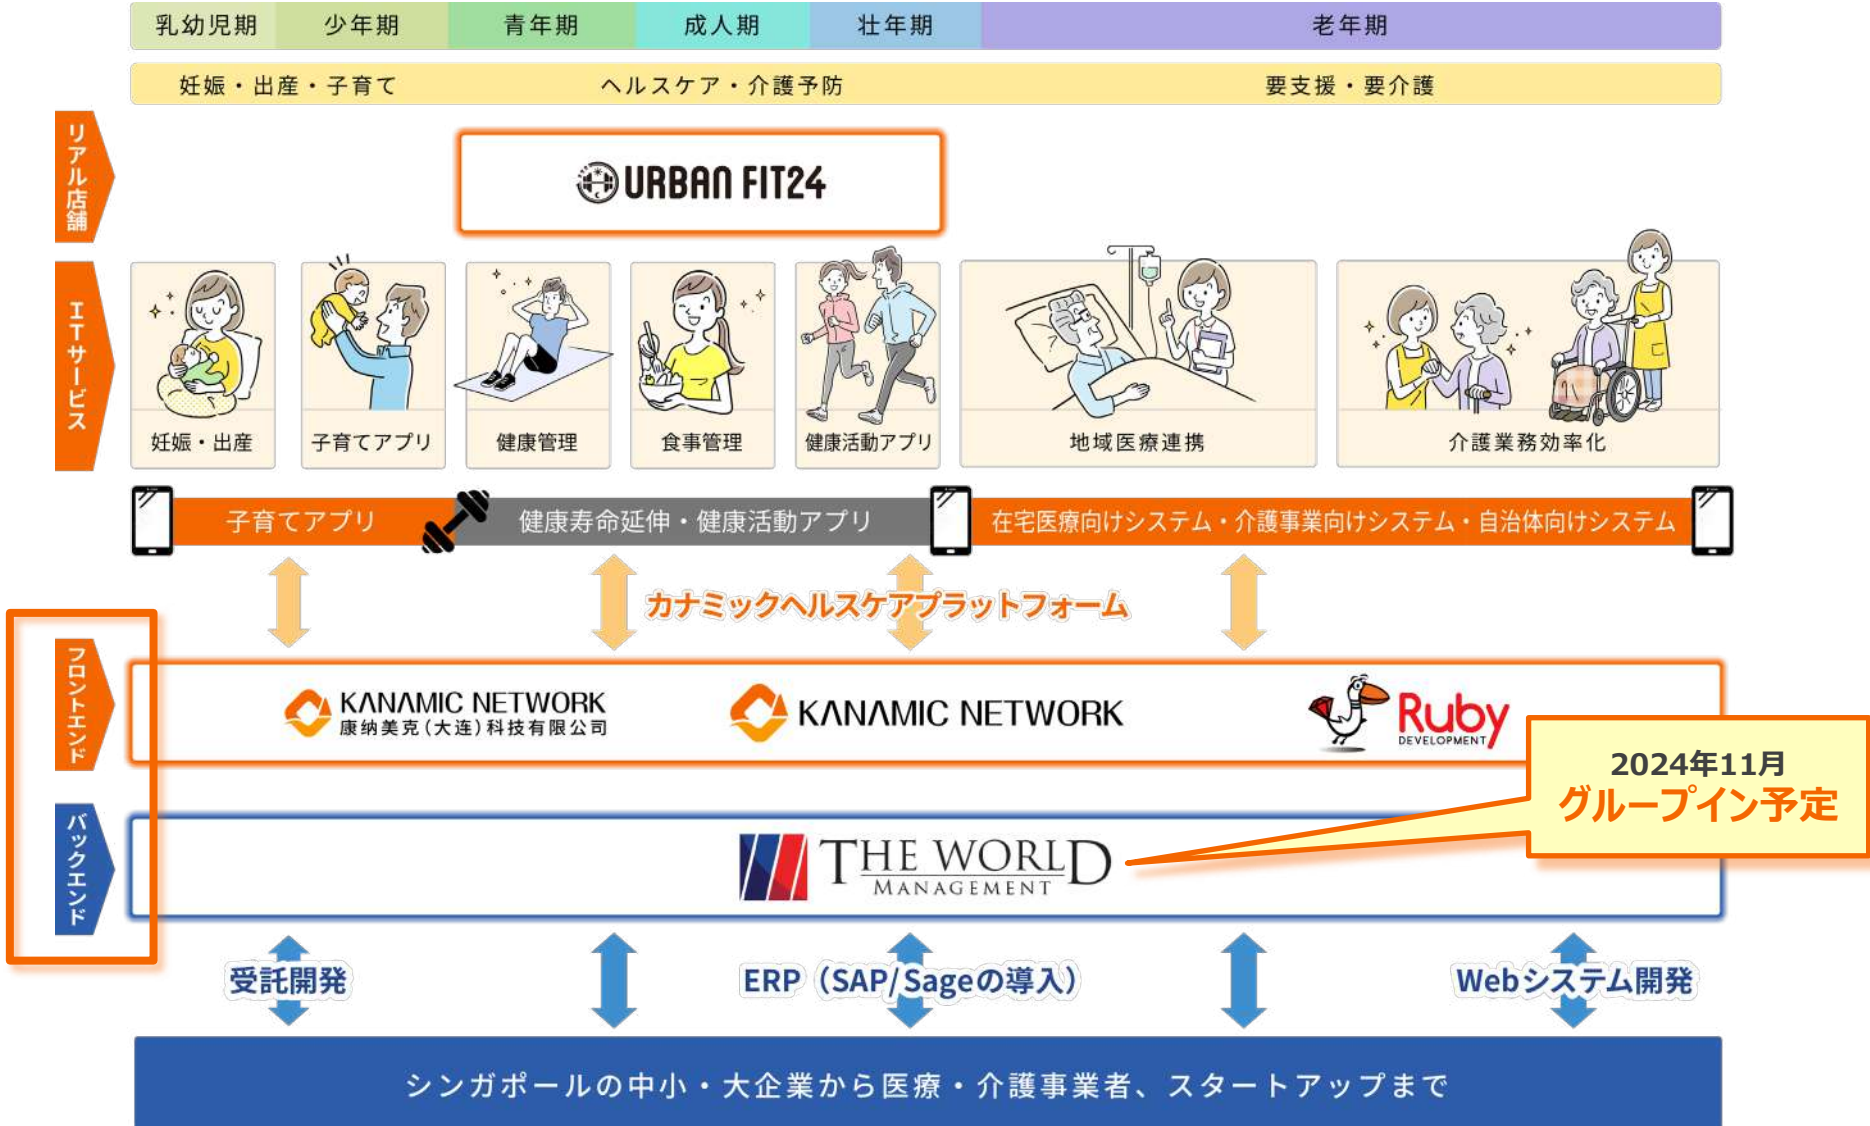 乳幼児期
少年期
青年期
成人期
壮年期
老年期
妊娠・出産・子育て
ヘルスケア・介護予防
要支援・要介護
リアル店舗
URBAN FIT24
ITサービス
妊娠・出産
子育てアプリ
健康管理
食事管理
健康活動アプリ
地域医療連携
介護業務効率化
子育てアプリ
健康寿命延伸・健康活動アプリ
在宅医療向けシステム・介護事業向けシステム・自治体向けシステム
カナミックヘルスケアプラットフォーム
フロントエンド
KANAMIC NETWORK
康纳美克(大连)科技有限公司
KANAMIC NETWORK
Ruby
DEVELOPMENT
2024年11月
グループイン予定
バックエンド
THE WORLD
MANAGEMENT
受託開発
ERP（SAP/Sageの導入）
Webシステム開発
シンガポールの中小・大企業から医療・介護事業者、スタートアップまで